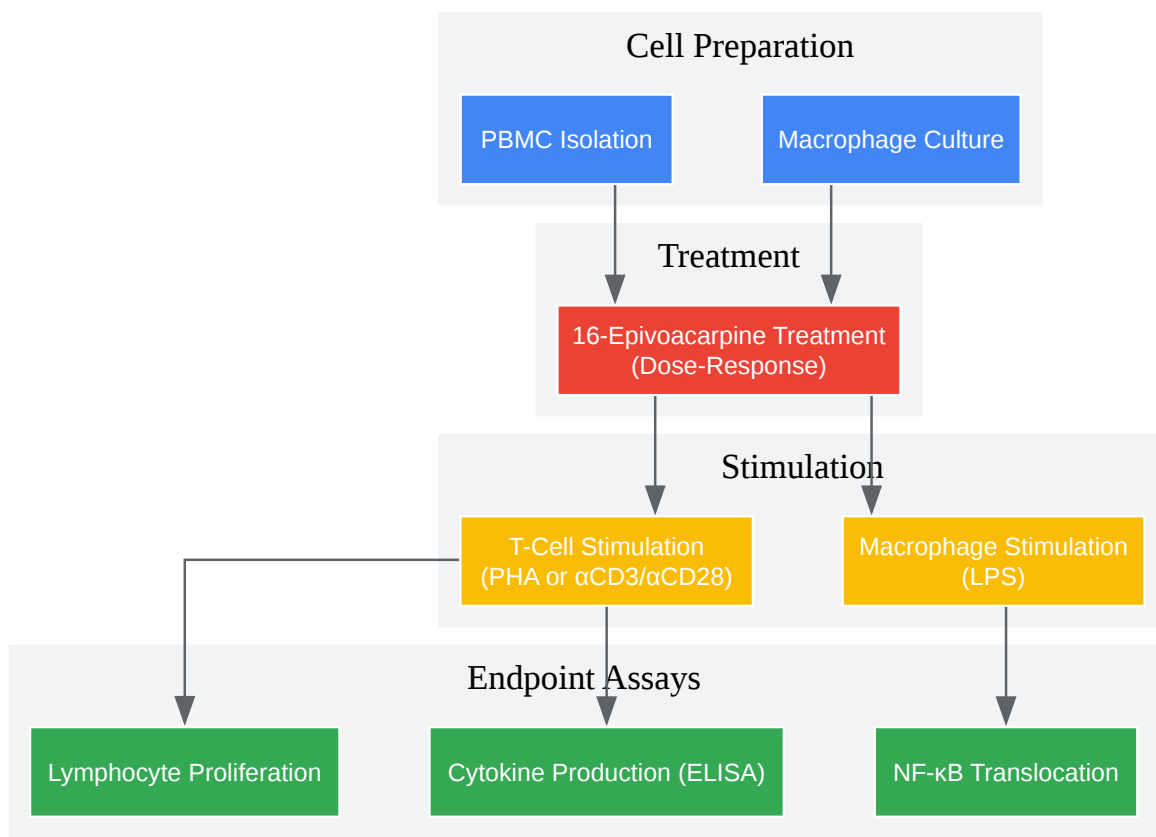 Cell Preparation
PBMC Isolation
Macrophage Culture
Treatment
16-Epivoacarpine Treatment
(Dose-Response)
Stimulation
T-Cell Stimulation
(PHA or αCD3/αCD28)
Macrophage Stimulation
(LPS)
Endpoint Assays
Lymphocyte Proliferation
Cytokine Production (ELISA)
NF-κB Translocation